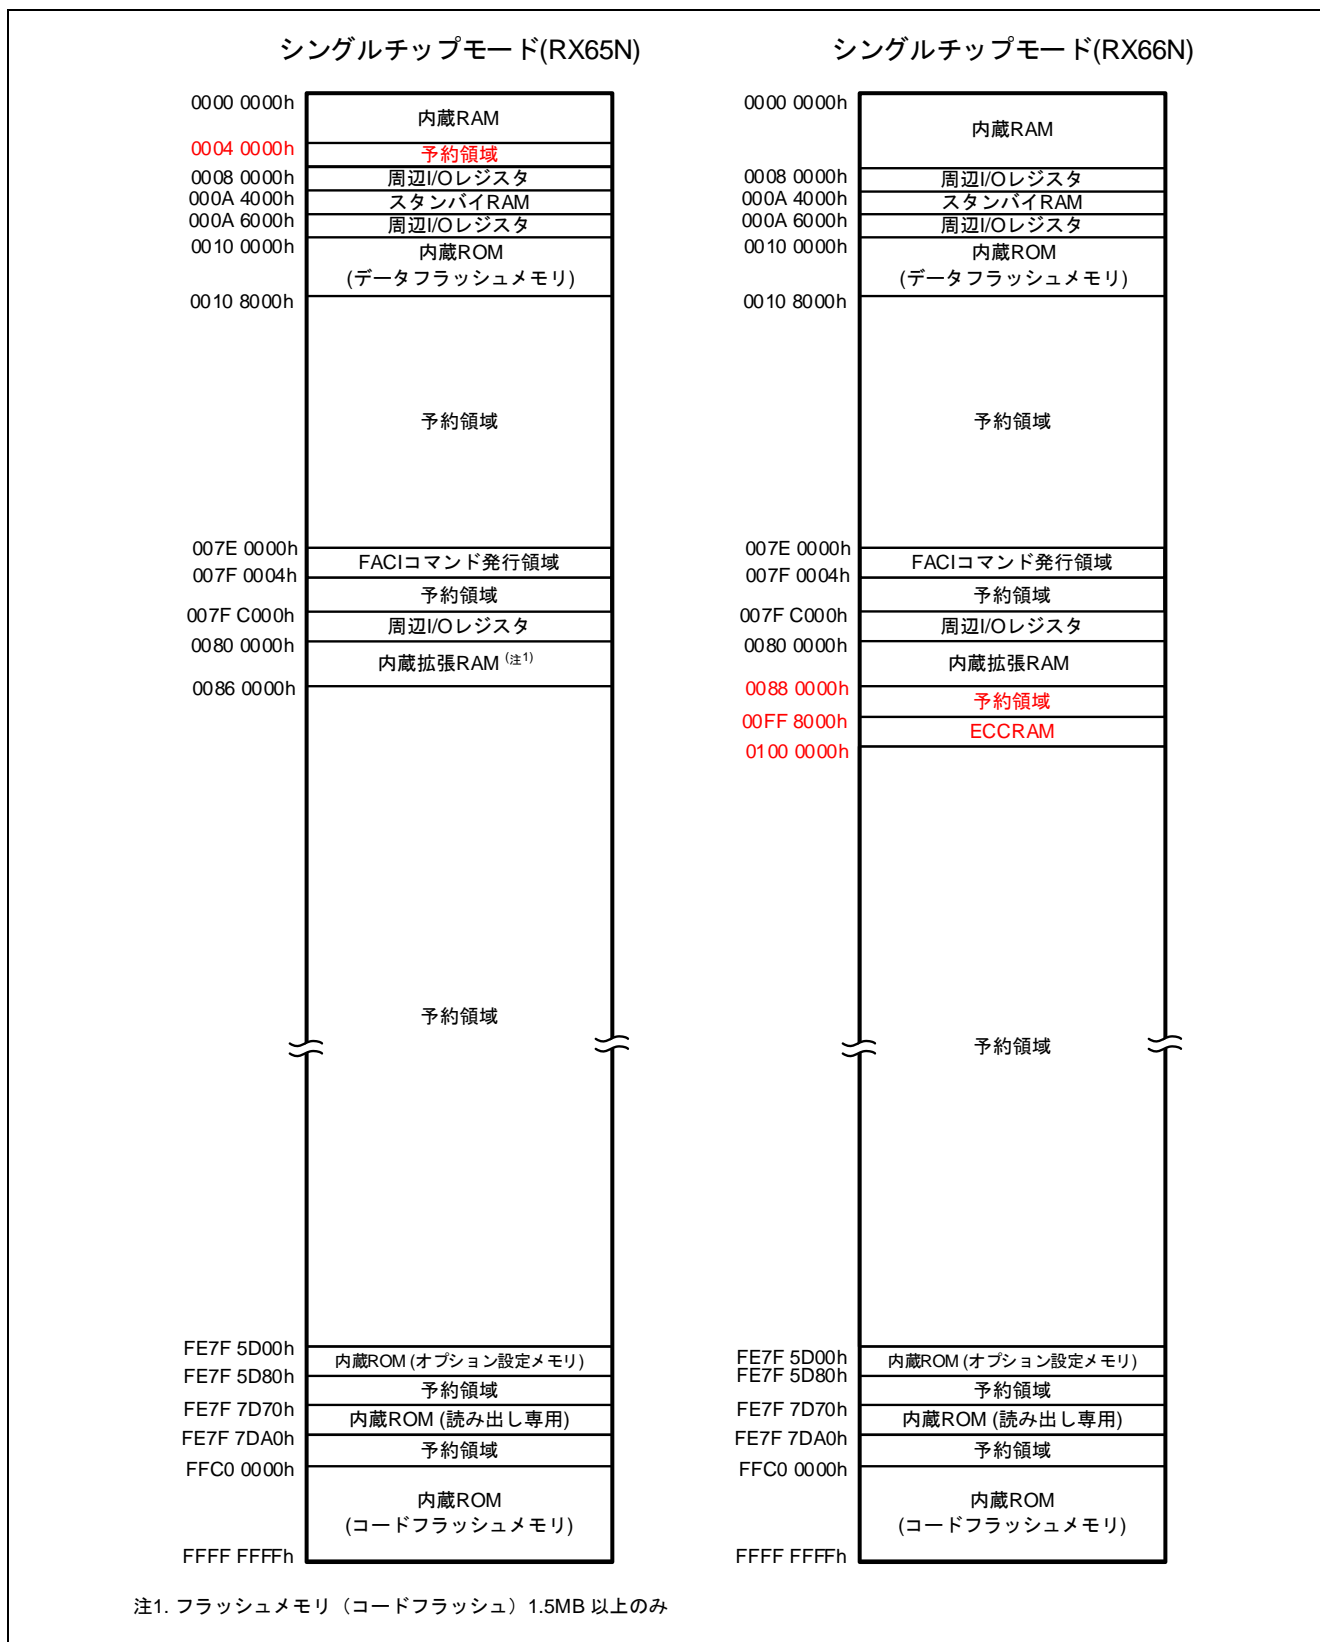 シングルチップモード(RX65N)
0000 0000h
内蔵RAM
0004 0000h
予約領域
0008 0000h
周辺I/Oレジスタ
000A 4000h
スタンバイRAM
000A 6000h
周辺I/Oレジスタ
0010 0000h
内蔵ROM
(データフラッシュメモリ)
0010 8000h
予約領域
007E 0000h
FACIコマンド発行領域
007F 0004h
予約領域
007F C000h
周辺I/Oレジスタ
0080 0000h
内蔵拡張RAM (注1)
0086 0000h
予約領域
FE7F 5D00h
内蔵ROM (オプション設定メモリ)
FE7F 5D80h
予約領域
FE7F 7D70h
内蔵ROM (読み出し専用)
FE7F 7DA0h
予約領域
FFC0 0000h
内蔵ROM
(コードフラッシュメモリ)
FFFF FFFFh
シングルチップモード(RX66N)
0000 0000h
内蔵RAM
0008 0000h
周辺I/Oレジスタ
000A 4000h
スタンバイRAM
000A 6000h
周辺I/Oレジスタ
0010 0000h
内蔵ROM
(データフラッシュメモリ)
0010 8000h
予約領域
007E 0000h
FACIコマンド発行領域
007F 0004h
予約領域
007F C000h
周辺I/Oレジスタ
0080 0000h
内蔵拡張RAM
0088 0000h
予約領域
00FF 8000h
ECCRAM
0100 0000h
予約領域
FE7F 5D00h
内蔵ROM (オプション設定メモリ)
FE7F 5D80h
予約領域
FE7F 7D70h
内蔵ROM (読み出し専用)
FE7F 7DA0h
予約領域
FFC0 0000h
内蔵ROM
(コードフラッシュメモリ)
FFFF FFFFh
注1. フラッシュメモリ（コードフラッシュ）1.5MB 以上のみ